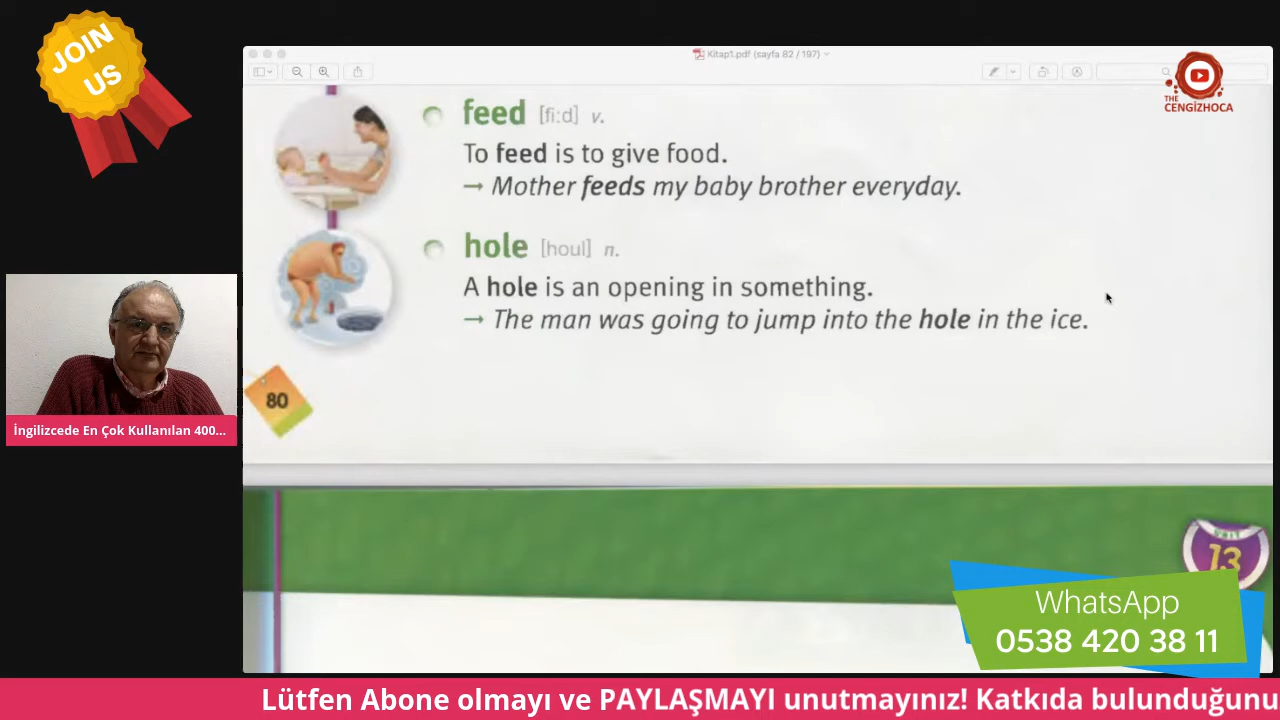 JOIN
US
Kitap1.pdf (sayfa 82 / 197)
THE
CENGİZHOCA
feed [fi:d] v.
To feed is to give food.
→ Mother feeds my baby brother everyday.
hole [houl] n.
A hole is an opening in something.
→ The man was going to jump into the hole in the ice.
80
İngilizcede En Çok Kullanılan 400...
UNIT
13
WhatsApp
0538 420 38 11
Lütfen Abone olmayı ve PAYLAŞMAYI unutmayınız! Katkıda bulunduğunu